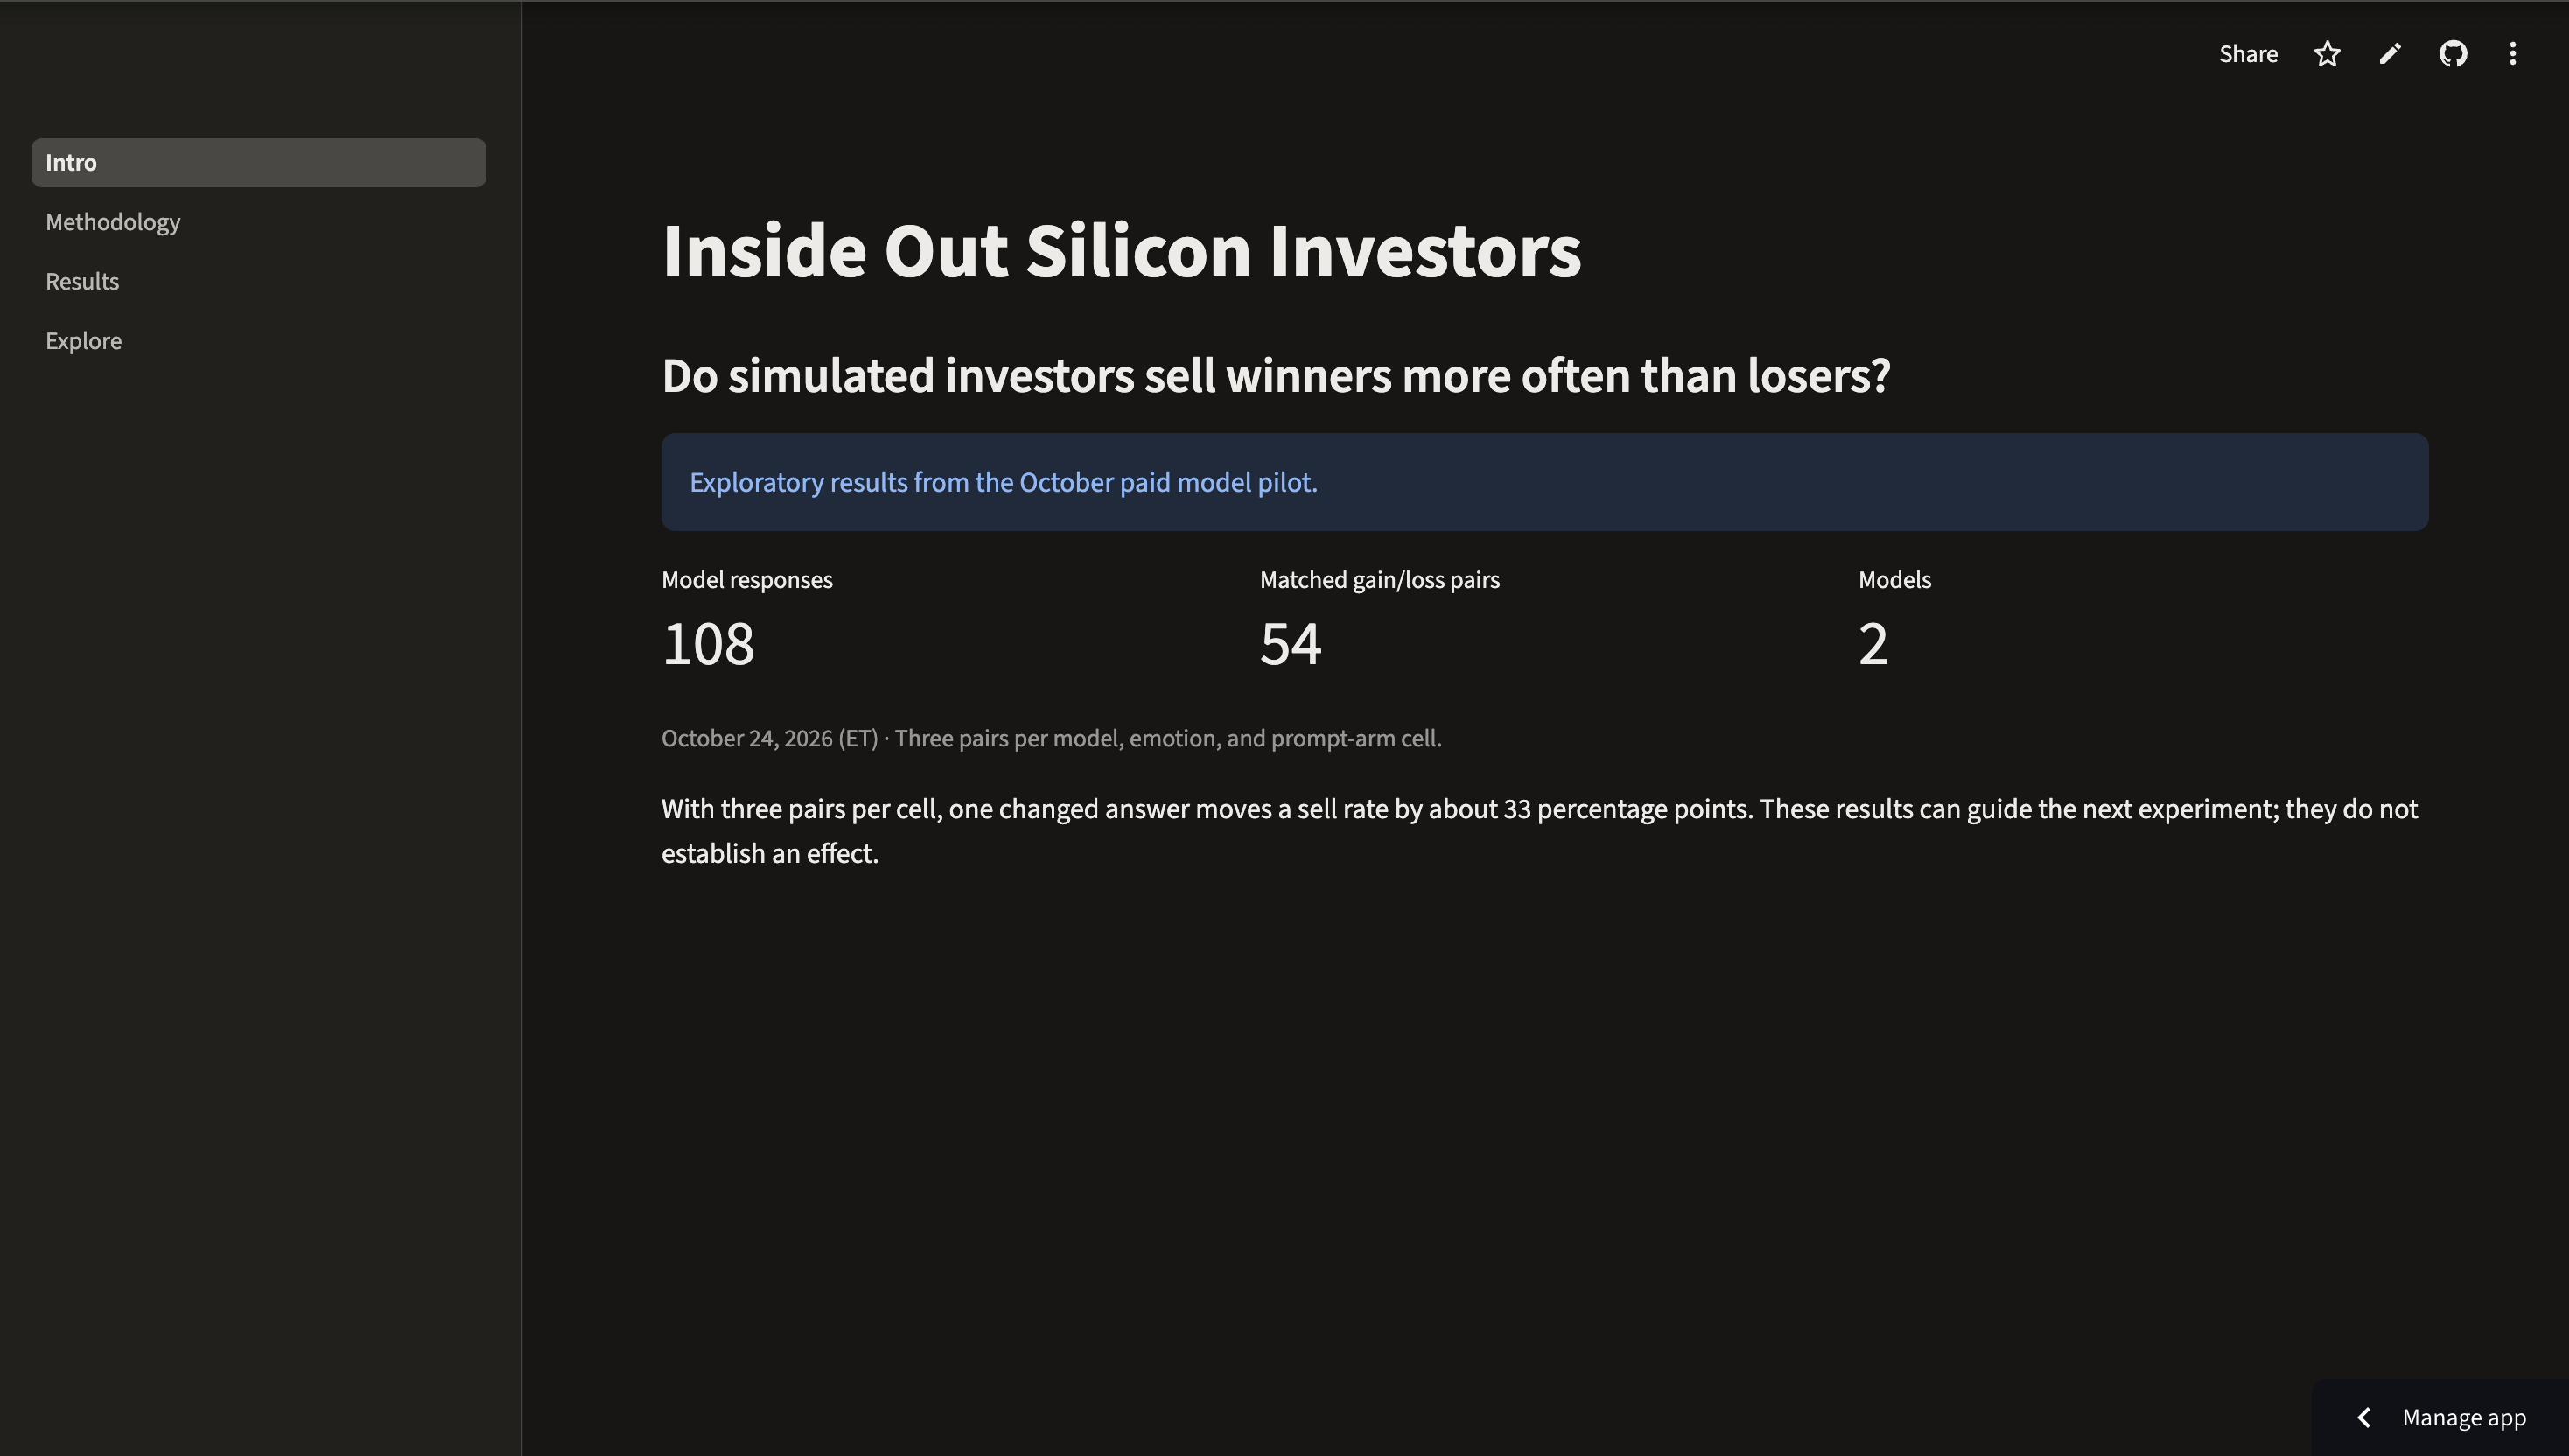 Share
Intro
Methodology
Results
Explore
Inside Out Silicon Investors
Do simulated investors sell winners more often than losers?
Exploratory results from the October paid model pilot.
Model responses
108
Matched gain/loss pairs
54
Models
2
October 24, 2026 (ET) · Three pairs per model, emotion, and prompt-arm cell.
With three pairs per cell, one changed answer moves a sell rate by about 33 percentage points. These results can guide the next experiment; they do not
establish an effect.
Manage app